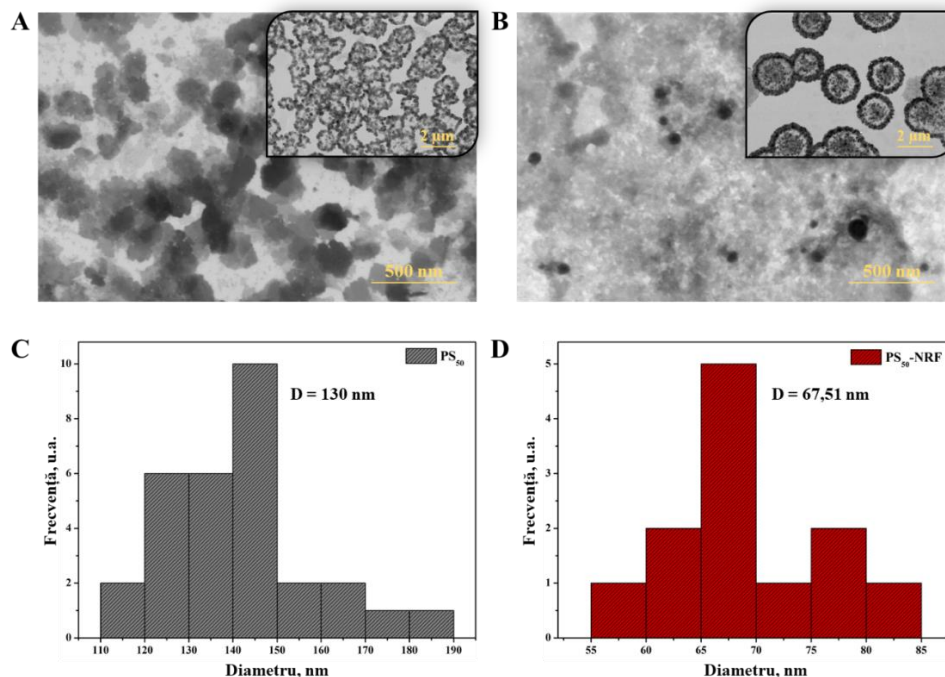 A
2 µm
500 nm
B
2 µm
500 nm
C
PS₅₀
D = 130 nm
Frecvență, u.a.
10
8
6
4
2
0
110 120 130 140 150 160 170 180 190
Diametru, nm
D
PS₅₀-NRF
D = 67,51 nm
Frecvență, u.a.
5
4
3
2
1
0
55 60 65 70 75 80 85
Diametru, nm